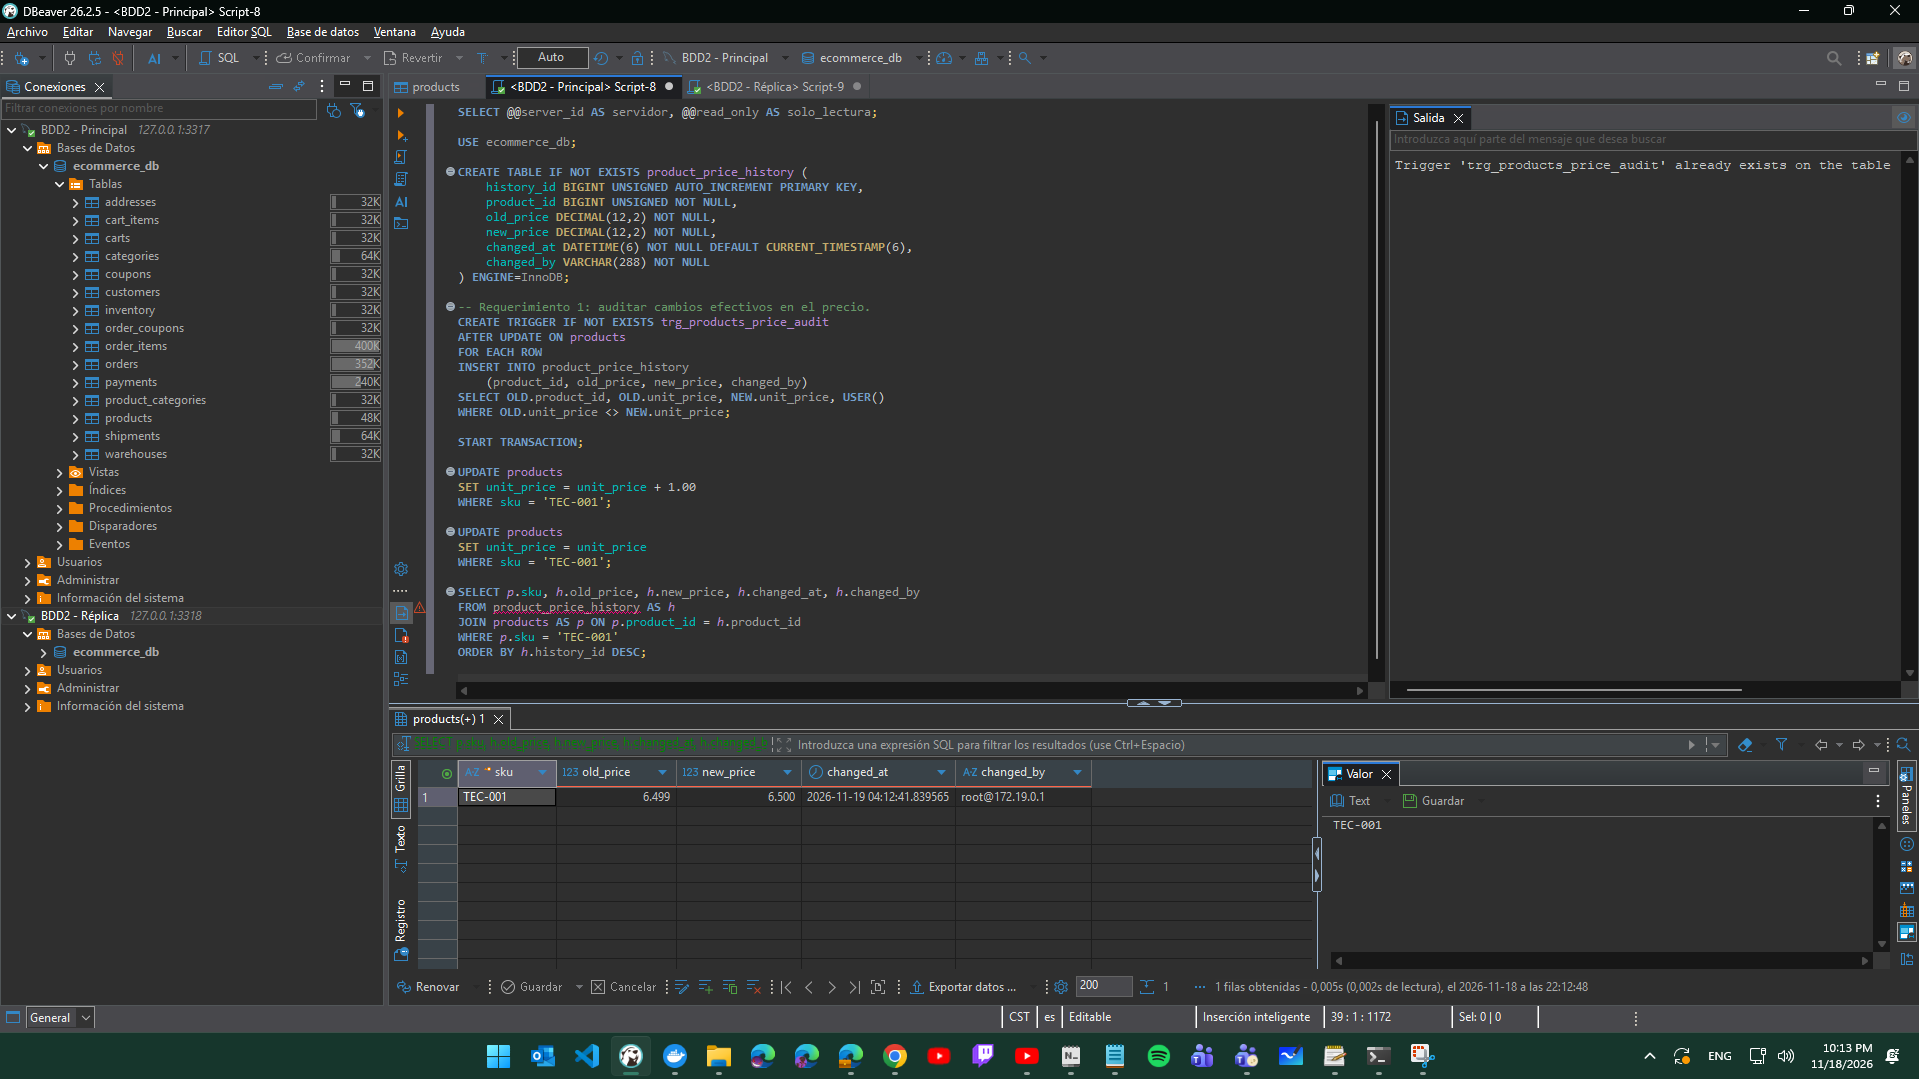 DBeaver 26.2.5 - <BDD2 - Principal> Script-8
Archivo Editar Navegar Buscar Editor SQL Base de datos Ventana Ayuda
AI SQL Confirmar Revertir T Auto BDD2 - Principal ecommerce_db
Conexiones
Filtrar conexiones por nombre
BDD2 - Principal 127.0.0.1:3317
Bases de Datos
ecommerce_db
Tablas
addresses 32K
cart_items 32K
carts 32K
categories 64K
coupons 32K
customers 32K
inventory 32K
order_coupons 32K
order_items 400K
orders 352K
payments 240K
product_categories 32K
products 48K
shipments 64K
warehouses 32K
Vistas
Índices
Procedimientos
Disparadores
Eventos
Usuarios
Administrar
Información del sistema
BDD2 - Réplica 127.0.0.1:3318
Bases de Datos
ecommerce_db
Usuarios
Administrar
Información del sistema
products <BDD2 - Principal> Script-8 <BDD2 - Réplica> Script-9
AI
SELECT @@server_id AS servidor, @@read_only AS solo_lectura;
USE ecommerce_db;
CREATE TABLE IF NOT EXISTS product_price_history (
history_id BIGINT UNSIGNED AUTO_INCREMENT PRIMARY KEY,
product_id BIGINT UNSIGNED NOT NULL,
old_price DECIMAL(12,2) NOT NULL,
new_price DECIMAL(12,2) NOT NULL,
changed_at DATETIME(6) NOT NULL DEFAULT CURRENT_TIMESTAMP(6),
changed_by VARCHAR(288) NOT NULL
) ENGINE=InnoDB;
-- Requerimiento 1: auditar cambios efectivos en el precio.
CREATE TRIGGER IF NOT EXISTS trg_products_price_audit
AFTER UPDATE ON products
FOR EACH ROW
INSERT INTO product_price_history
(product_id, old_price, new_price, changed_by)
SELECT OLD.product_id, OLD.unit_price, NEW.unit_price, USER()
WHERE OLD.unit_price <> NEW.unit_price;
START TRANSACTION;
UPDATE products
SET unit_price = unit_price + 1.00
WHERE sku = 'TEC-001';
UPDATE products
SET unit_price = unit_price
WHERE sku = 'TEC-001';
SELECT p.sku, h.old_price, h.new_price, h.changed_at, h.changed_by
FROM product_price_history AS h
JOIN products AS p ON p.product_id = h.product_id
WHERE p.sku = 'TEC-001'
ORDER BY h.history_id DESC;
Salida
Introduzca aquí parte del mensaje que desea buscar
Trigger 'trg_products_price_audit' already exists on the table
products(+) 1
SELECT p.sku, h.old_price, h.new_price, h.changed_at, h.changed_b Introduzca una expresión SQL para filtrar los resultados (use Ctrl+Espacio)
Grilla
Texto
Registro
A-Z sku 123 old_price 123 new_price changed_at A-Z changed_by
1 TEC-001 6.499 6.500 2026-11-19 04:12:41.839565 root@172.19.0.1
Valor
Text Guardar
TEC-001
Paneles
Renovar Guardar Cancelar Exportar datos ... 200 1 ... 1 filas obtenidas - 0,005s (0,002s de lectura), el 2026-11-18 a las 22:12:48
General CST es Editable Inserción inteligente 39 : 1 : 1172 Sel: 0 | 0
ENG 10:13 PM
11/18/2026